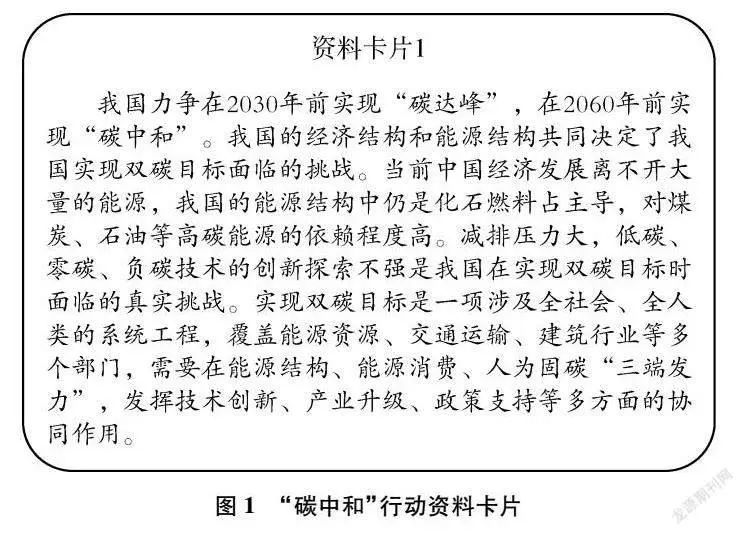 资料卡片1
我国力争在2030年前实现“碳达峰”，在2060年前实
现“碳中和”。我国的经济结构和能源结构共同决定了我
国实现双碳目标面临的挑战。当前中国经济发展离不开大
量的能源，我国的能源结构中仍是化石燃料占主导，对煤
炭、石油等高碳能源的依赖程度高。减排压力大，低碳、
零碳、负碳技术的创新探索不强是我国在实现双碳目标时
面临的真实挑战。实现双碳目标是一项涉及全社会、全人
类的系统工程，覆盖能源资源、交通运输、建筑行业等多
个部门，需要在能源结构、能源消费、人为固碳“三端发
力”，发挥技术创新、产业升级、政策支持等多方面的协
同作用。
图1 “碳中和”行动资料卡片
龙源期刊网